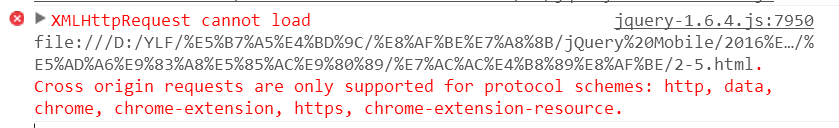 XMLHttpRequest cannot load jquery-1.6.4.js:7950
file:///D:/YLF/%E5%B7%A5%E4%BD%9C/%E8%AF%BE%E7%A8%8B/jQuery%20Mobile/2016%E…/%
E5%AD%A6%E9%83%A8%E5%85%AC%E9%80%89/%E7%AC%AC%E4%B8%89%E8%AF%BE/2-5.html.
Cross origin requests are only supported for protocol schemes: http, data,
chrome, chrome-extension, https, chrome-extension-resource.